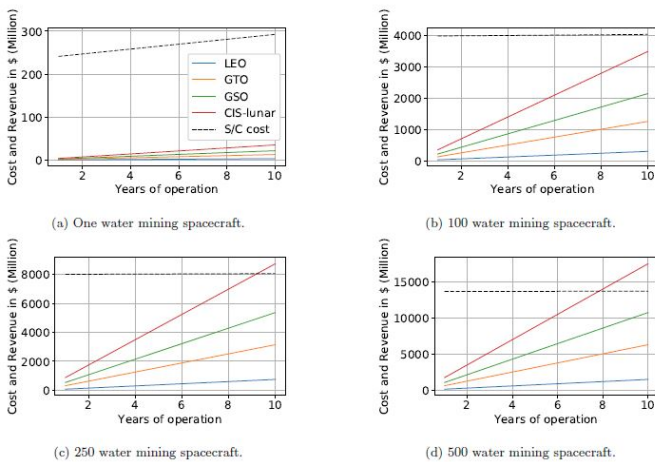 Cost and Revenue in $ (Million)
300
200
100
0
LEO
GTO
GSO
CIS-lunar
S/C cost
2 4 6 8 10
Years of operation
(a) One water mining spacecraft.
Cost and Revenue in $ (Million)
4000
3000
2000
1000
0
2 4 6 8 10
Years of operation
(b) 100 water mining spacecraft.
Cost and Revenue in $ (Million)
8000
6000
4000
2000
0
2 4 6 8 10
Years of operation
(c) 250 water mining spacecraft.
Cost and Revenue in $ (Million)
15000
10000
5000
0
2 4 6 8 10
Years of operation
(d) 500 water mining spacecraft.